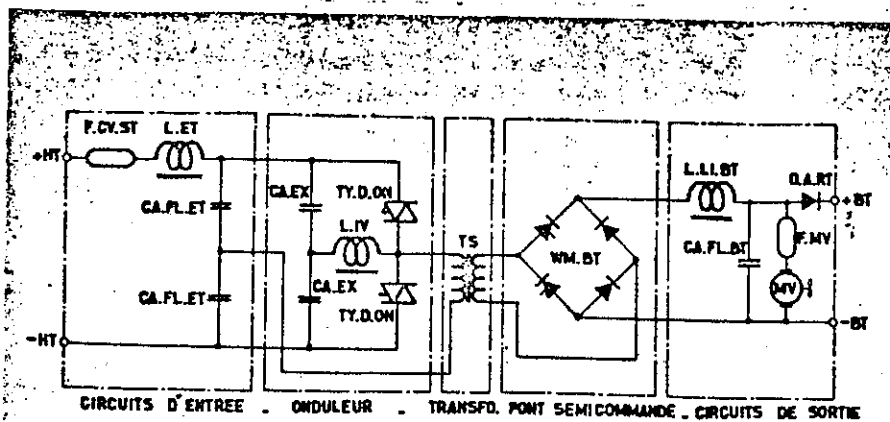 F.CV.ST
L.ET
+HT
CA.FL.ET
CA.FL.ET
-HT
CA.EX
TY.D.ON
L.IV
CA.EX
TY.D.ON
TS
WM.BT
L.LI.BT
D.A.RT
+BT
CA.FL.BT
F.MV
MV
-BT
CIRCUITS D'ENTREE - ONDULEUR - TRANSFO. PONT SEMICOMMANDE - CIRCUITS DE SORTIE